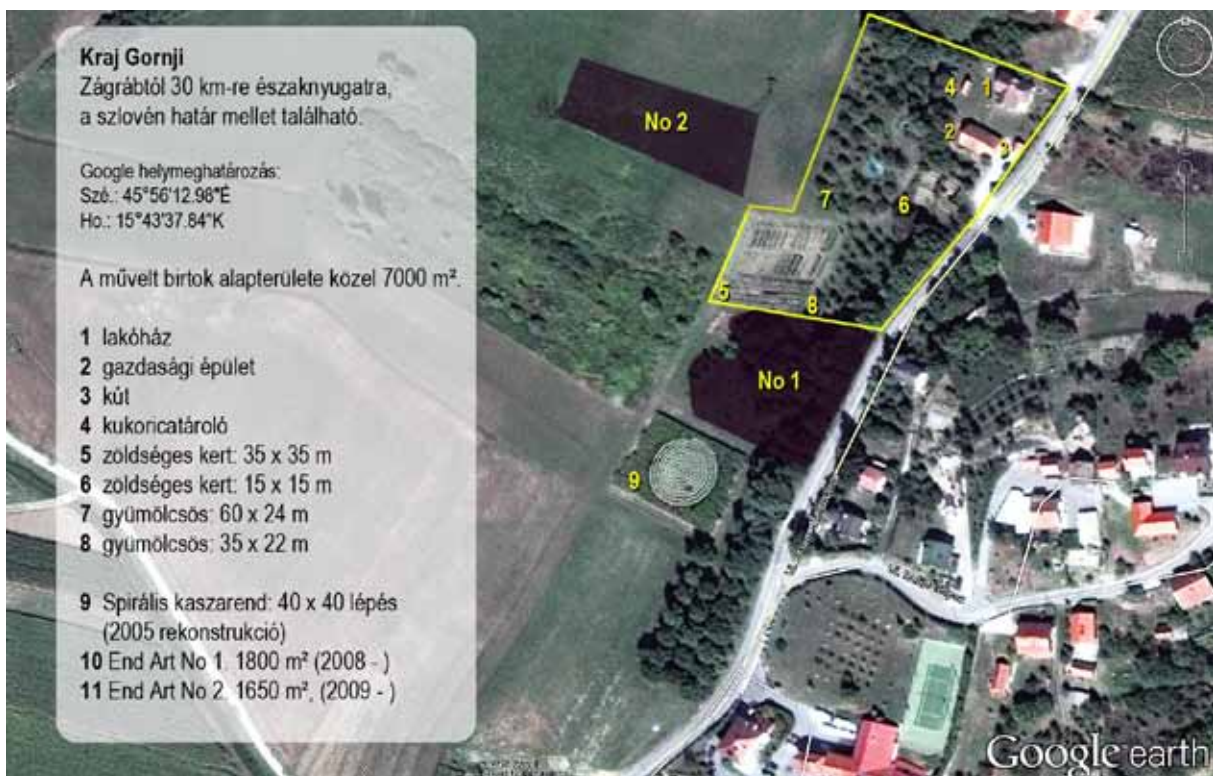 Kraj Gornji
Zágrábtól 30 km-re északnyugatra,
a szlovén határ mellet található.
Google helymeghatározás:
Szé.: 45°56'12.98"É
Ho.: 15°43'37.84"K
A művelt birtok alapterülete közel 7000 m².
1 lakóház
2 gazdasági épület
3 kút
4 kukoricatároló
5 zöldséges kert: 35 x 35 m
6 zöldséges kert: 15 x 15 m
7 gyümölcsös: 60 x 24 m
8 gyümölcsös: 35 x 22 m
9 Spirális kaszarend: 40 x 40 lépés
(2005 rekonstrukció)
10 End Art No 1. 1800 m² (2008 - )
11 End Art No 2. 1650 m², (2009 - )
4 1
No 2
2
3
7
6
5
8
No 1
9
Google earth